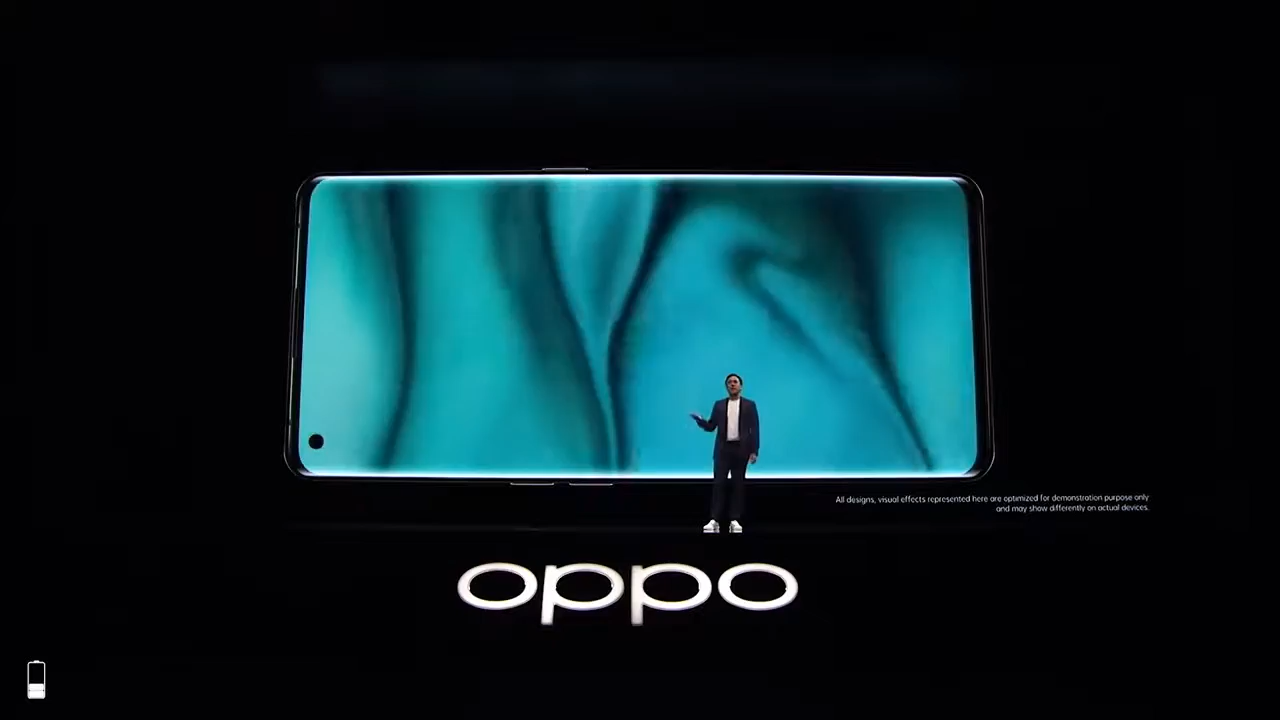 All designs, visual effects represented here are optimized for demonstration purpose only
and may show differently on actual devices.
oppo